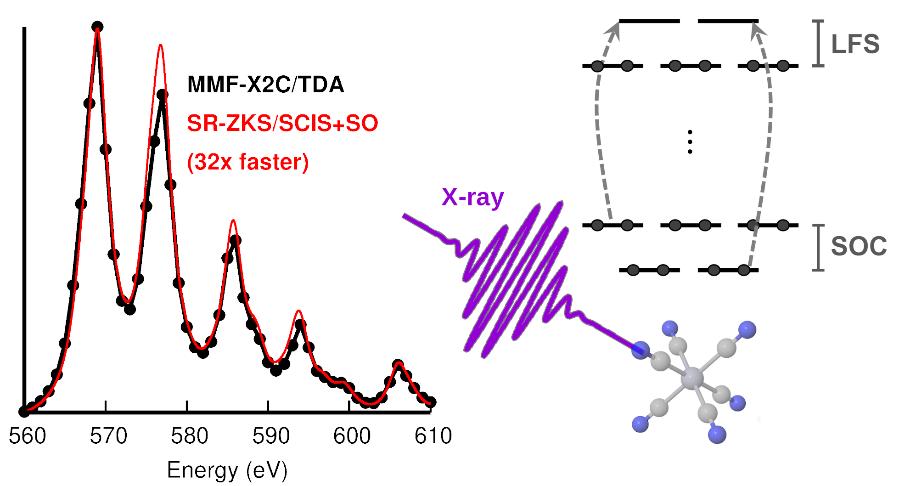 MMF-X2C/TDA
SR-ZKS/SCIS+SO
(32x faster)
560 570 580 590 600 610
Energy (eV)
X-ray
LFS
SOC